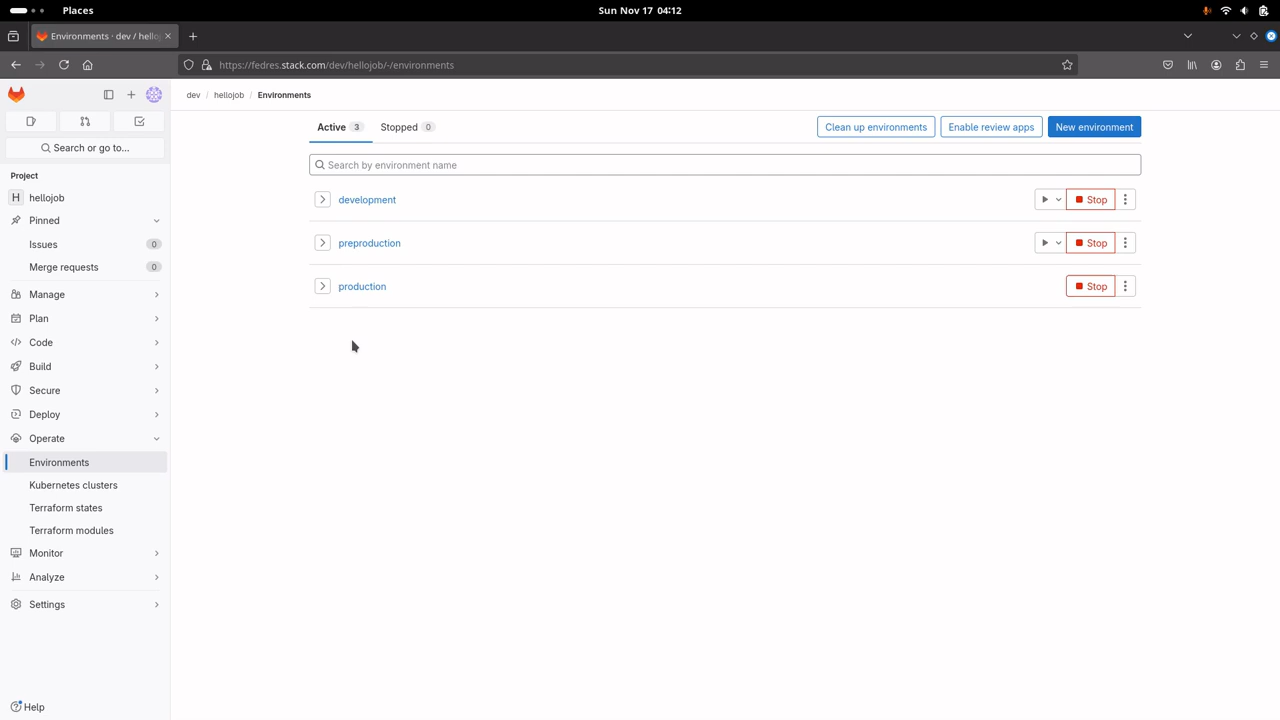 Places
Sun Nov 17 04:12
Environments · dev / hello
https://fedres.stack.com/dev/hellojob/-/environments
dev / hellojob / Environments
Search or go to...
Project
H hellojob
Pinned
Issues 0
Merge requests 0
Manage
Plan
Code
Build
Secure
Deploy
Operate
Environments
Kubernetes clusters
Terraform states
Terraform modules
Monitor
Analyze
Settings
Help
Active 3 Stopped 0
Clean up environments Enable review apps New environment
Search by environment name
development Stop
preproduction Stop
production Stop